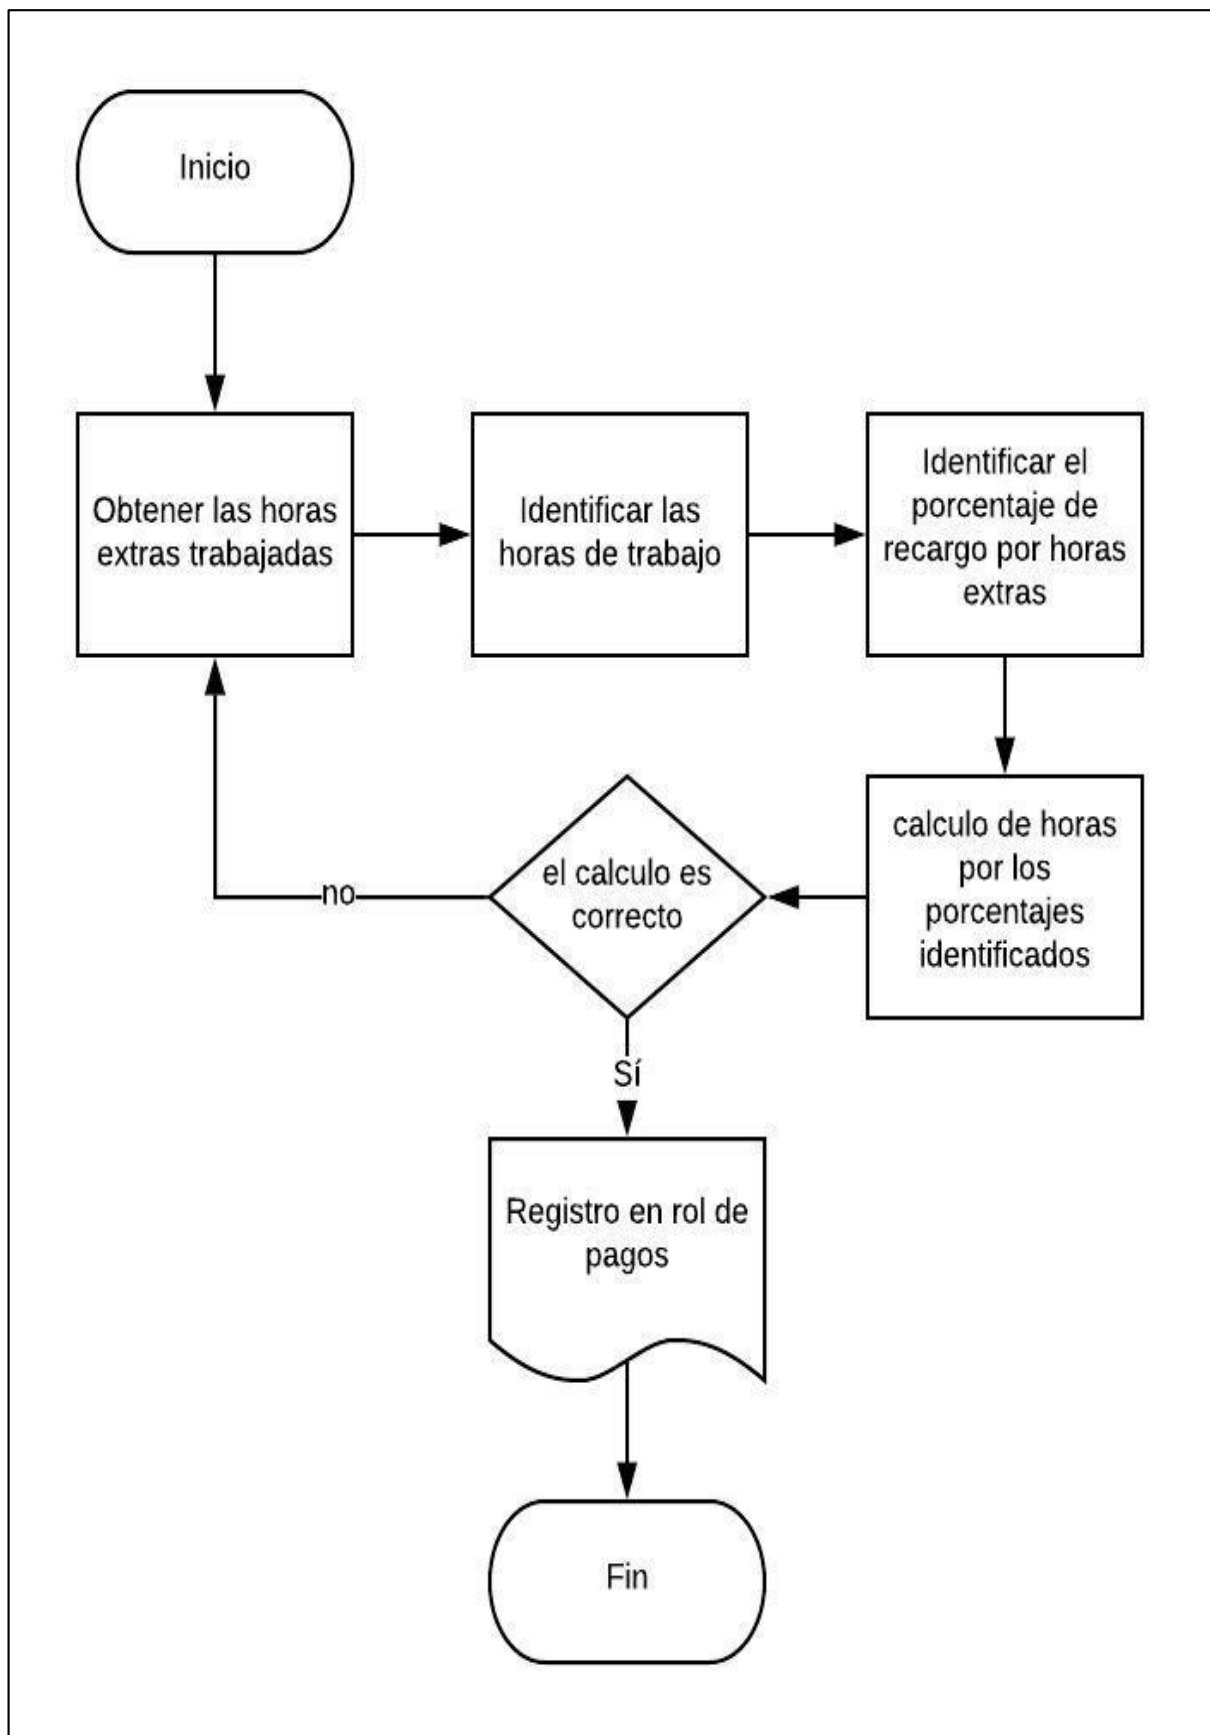 Inicio
Obtener las horas
extras trabajadas
Identificar las
horas de trabajo
Identificar el
porcentaje de
recargo por horas
extras
calculo de horas
por los
porcentajes
identificados
el calculo es
correcto
no
Sí
Registro en rol de
pagos
Fin